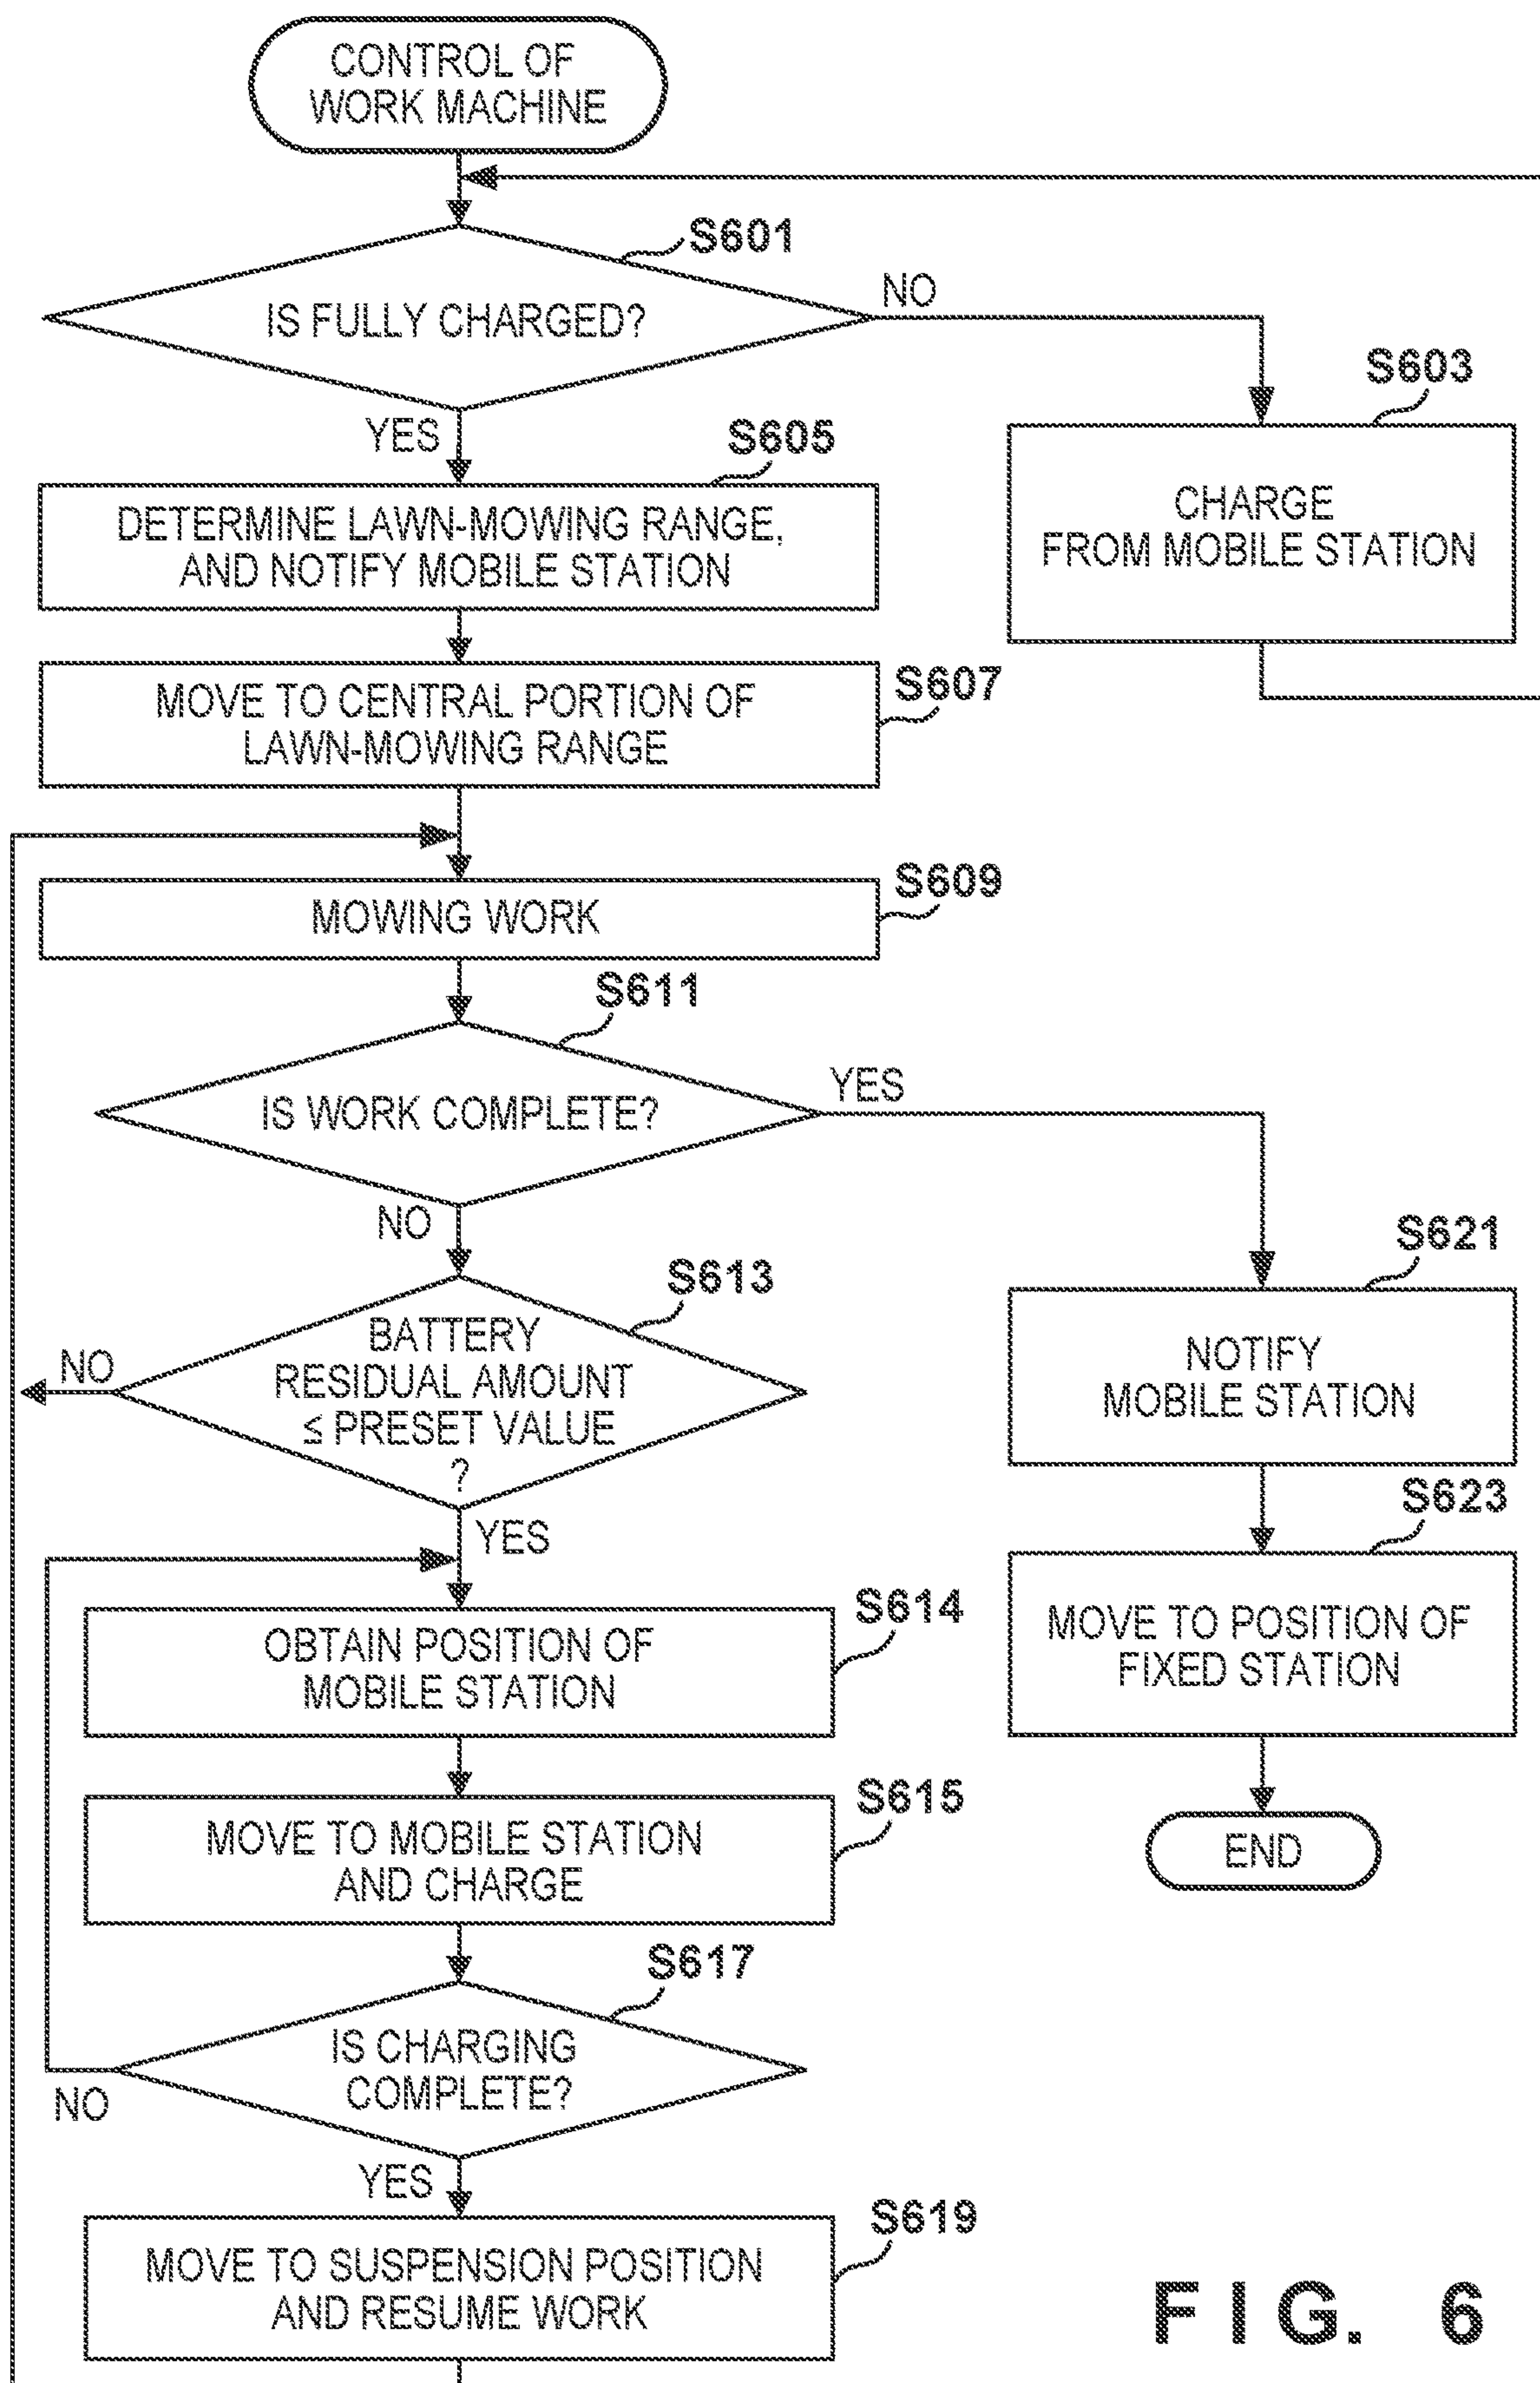 CONTROL OF
WORK MACHINE
S601
IS FULLY CHARGED?
NO
S603
CHARGE
FROM MOBILE STATION
YES
S605
DETERMINE LAWN-MOWING RANGE,
AND NOTIFY MOBILE STATION
S607
MOVE TO CENTRAL PORTION OF
LAWN-MOWING RANGE
S609
MOWING WORK
S611
IS WORK COMPLETE?
YES
NO
S613
BATTERY
RESIDUAL AMOUNT
≤ PRESET VALUE
?
NO
YES
S621
NOTIFY
MOBILE STATION
S623
MOVE TO POSITION OF
FIXED STATION
END
S614
OBTAIN POSITION OF
MOBILE STATION
S615
MOVE TO MOBILE STATION
AND CHARGE
S617
IS CHARGING
COMPLETE?
NO
YES
S619
MOVE TO SUSPENSION POSITION
AND RESUME WORK
FIG. 6